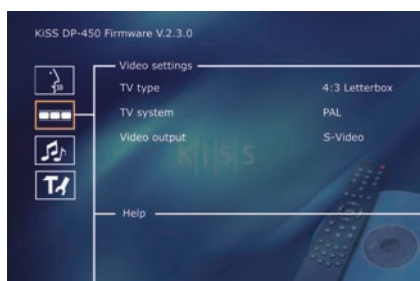 KiSS DP-450 Firmware V.2.3.0
Video settings
TV type 4:3 Letterbox
TV system PAL
Video output S-Video
KISS
Help